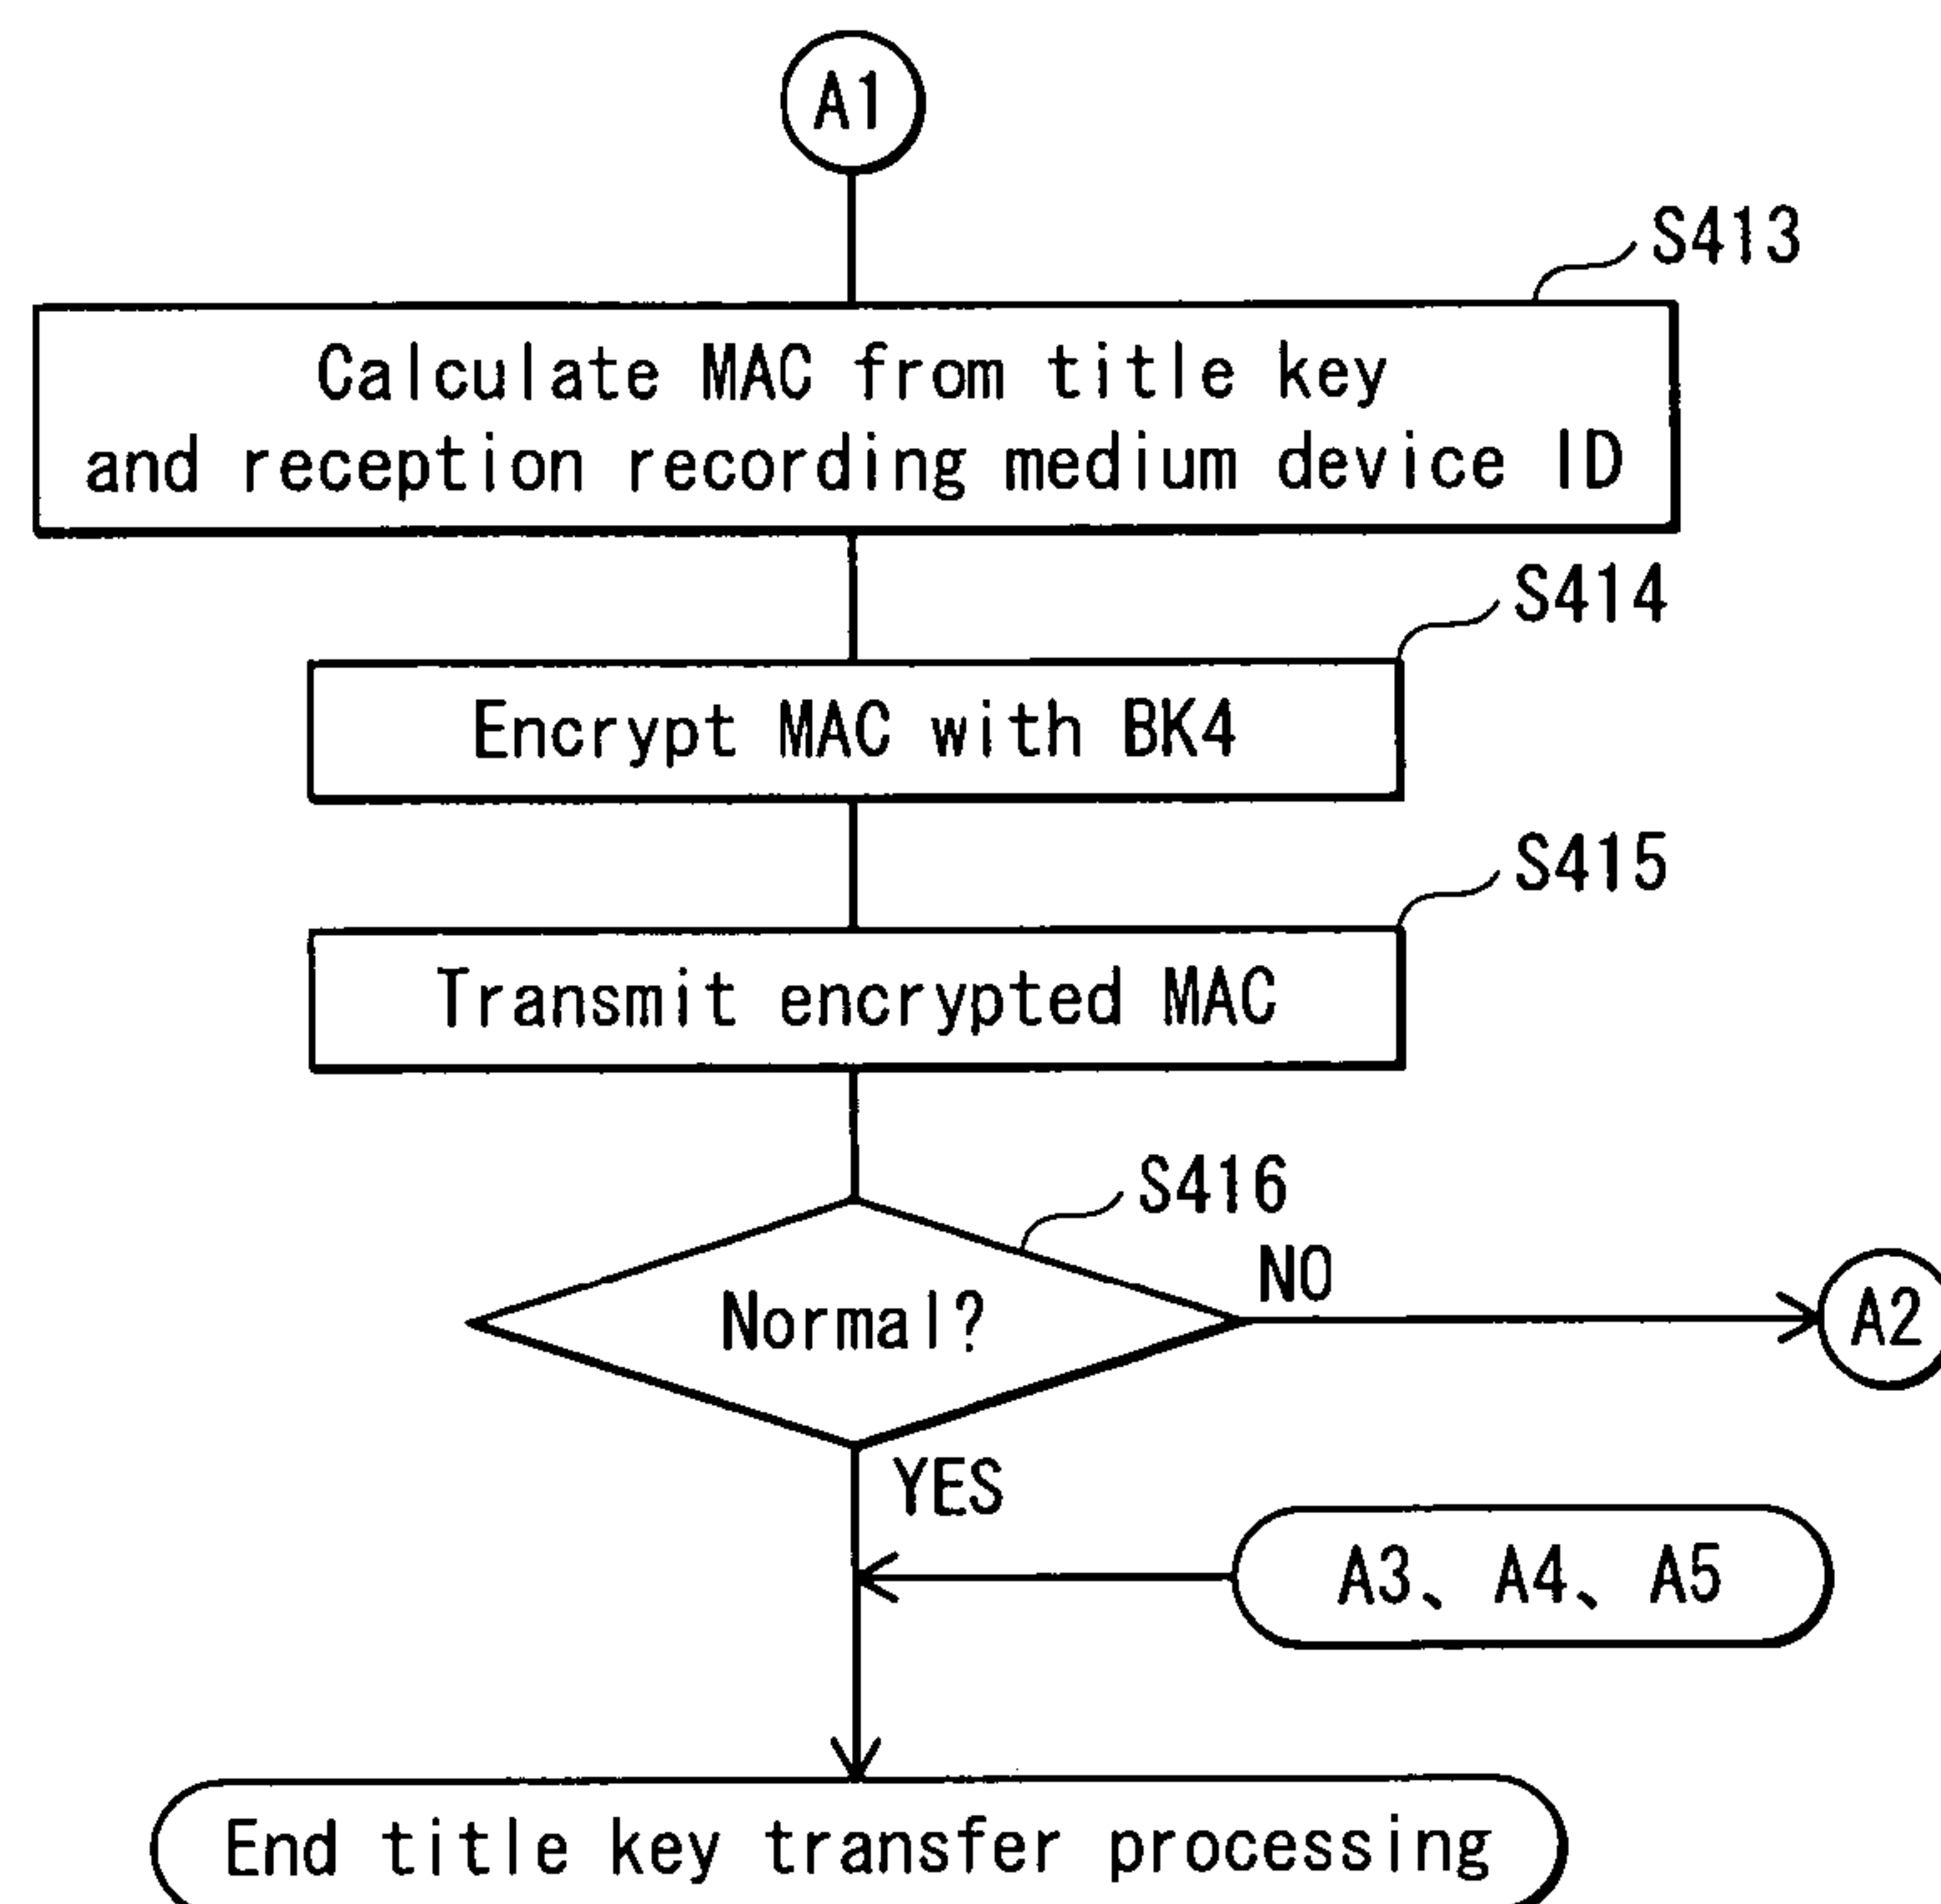 A1
S413
Calculate MAC from title key
and reception recording medium device ID
S414
Encrypt MAC with BK4
S415
Transmit encrypted MAC
S416
Normal?
NO
A2
YES
A3、A4、A5
End title key transfer processing